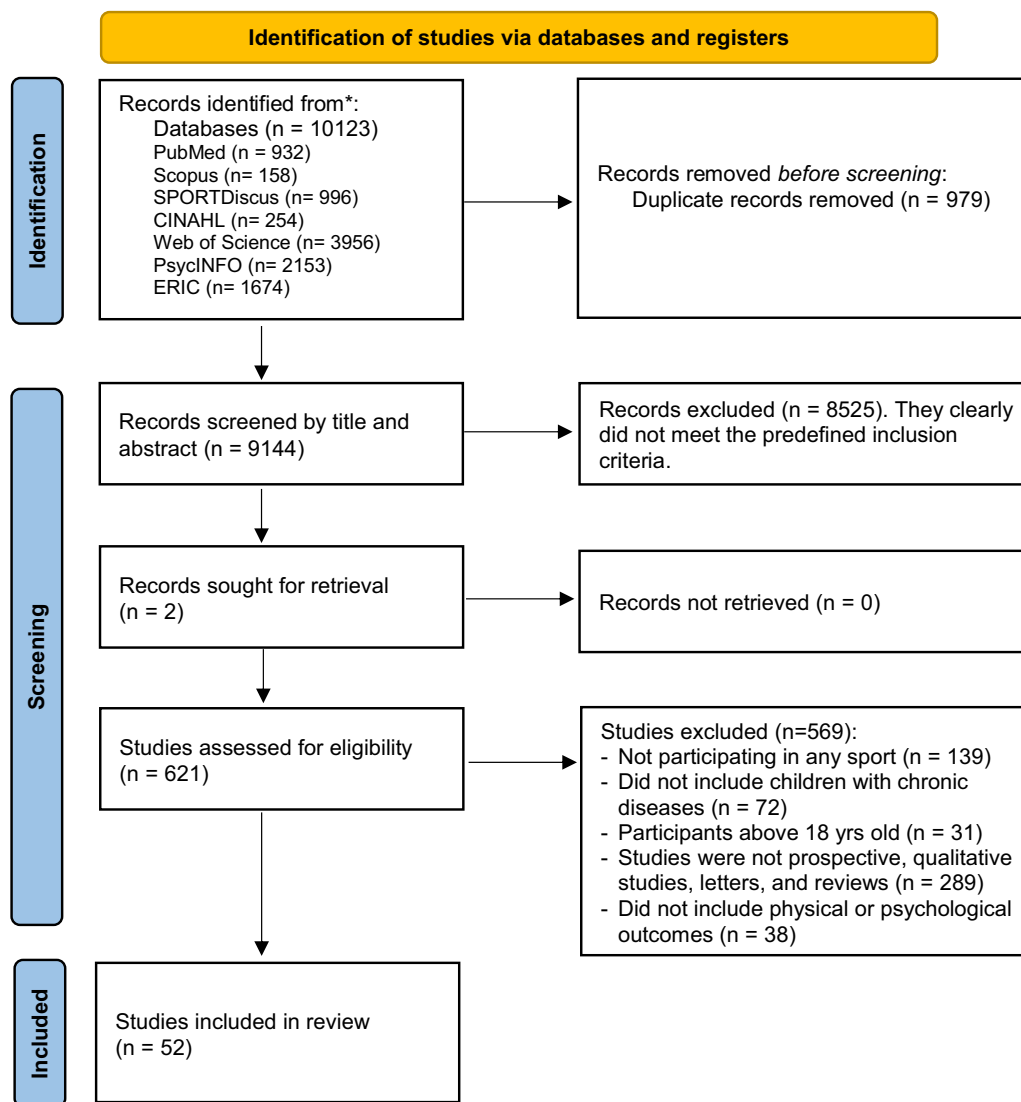 Identification of studies via databases and registers
Identification
Records identified from*:
Databases (n = 10123)
PubMed (n = 932)
Scopus (n= 158)
SPORTDiscus (n= 996)
CINAHL (n= 254)
Web of Science (n= 3956)
PsycINFO (n= 2153)
ERIC (n= 1674)
Records removed before screening:
Duplicate records removed (n = 979)
Screening
Records screened by title and
abstract (n = 9144)
Records excluded (n = 8525). They clearly
did not meet the predefined inclusion
criteria.
Records sought for retrieval
(n = 2)
Records not retrieved (n = 0)
Studies assessed for eligibility
(n = 621)
Studies excluded (n=569):
- Not participating in any sport (n = 139)
- Did not include children with chronic
diseases (n = 72)
- Participants above 18 yrs old (n = 31)
- Studies were not prospective, qualitative
studies, letters, and reviews (n = 289)
- Did not include physical or psychological
outcomes (n = 38)
Included
Studies included in review
(n = 52)